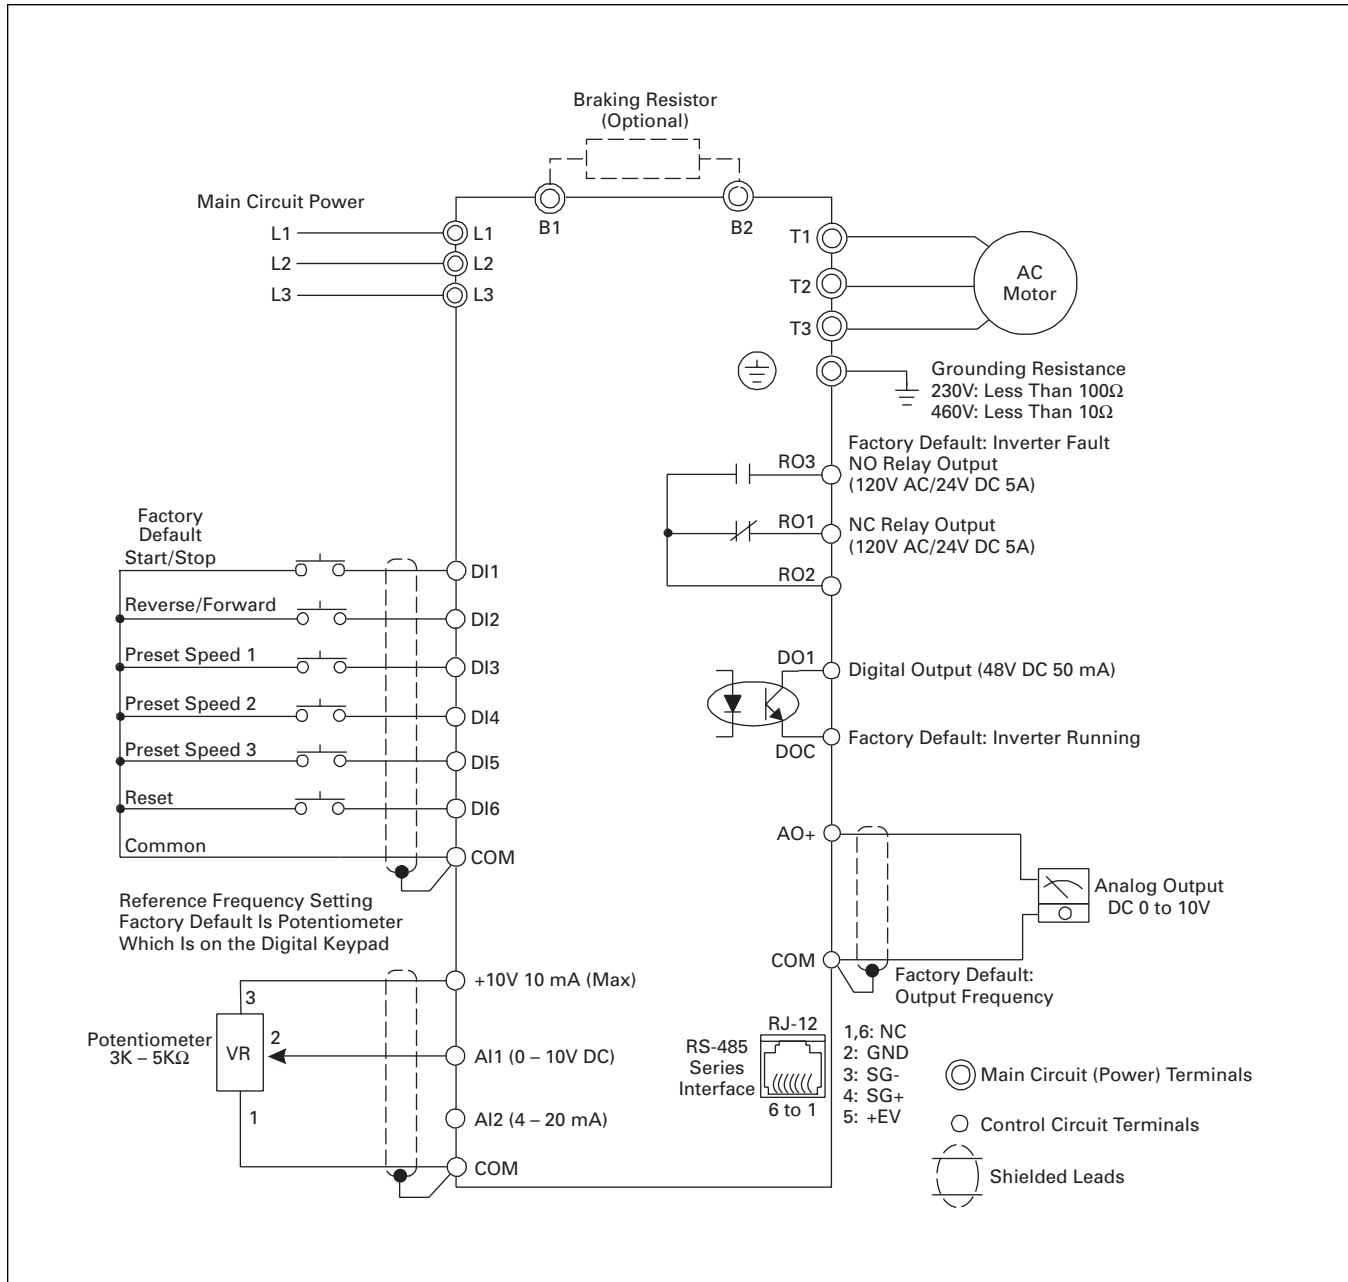 Braking Resistor
(Optional)
Main Circuit Power
B1
B2
L1
L1
L2
L2
L3
L3
T1
T2
T3
AC
Motor
Grounding Resistance
230V: Less Than 100Ω
460V: Less Than 10Ω
Factory Default: Inverter Fault
RO3
NO Relay Output
(120V AC/24V DC 5A)
RO1
NC Relay Output
(120V AC/24V DC 5A)
RO2
Factory
Default
Start/Stop
DI1
Reverse/Forward
DI2
Preset Speed 1
DI3
Preset Speed 2
DI4
Preset Speed 3
DI5
Reset
DI6
Common
COM
DO1
Digital Output (48V DC 50 mA)
DOC
Factory Default: Inverter Running
AO+
Analog Output
DC 0 to 10V
COM
Factory Default:
Output Frequency
Reference Frequency Setting
Factory Default Is Potentiometer
Which Is on the Digital Keypad
+10V 10 mA (Max)
3
Potentiometer
3K – 5KΩ
VR
2
AI1 (0 – 10V DC)
1
AI2 (4 – 20 mA)
COM
RJ-12
RS-485
Series
Interface
6 to 1
1,6: NC
2: GND
3: SG-
4: SG+
5: +EV
Main Circuit (Power) Terminals
Control Circuit Terminals
Shielded Leads